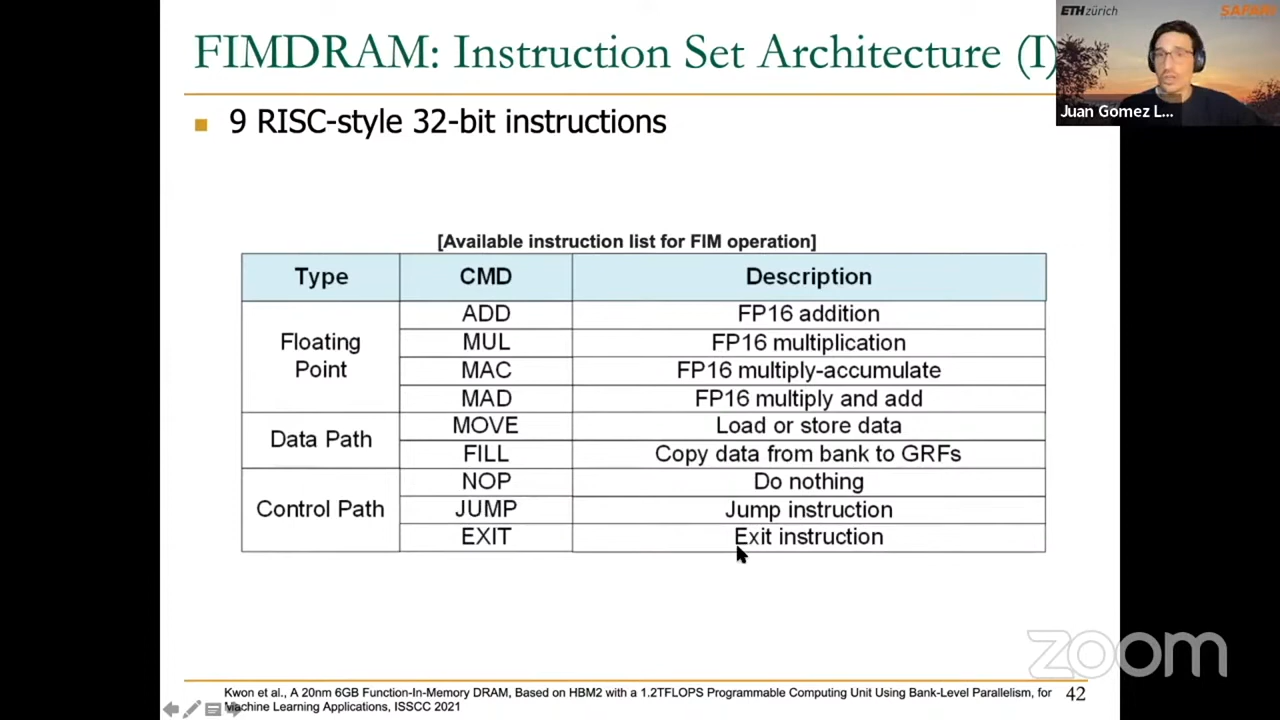 ETH zürich
SAFARI
Juan Gomez L...
FIMDRAM: Instruction Set Architecture (I)
9 RISC-style 32-bit instructions
[Available instruction list for FIM operation]
Type CMD Description
Floating Point ADD FP16 addition
MUL FP16 multiplication
MAC FP16 multiply-accumulate
MAD FP16 multiply and add
Data Path MOVE Load or store data
FILL Copy data from bank to GRFs
Control Path NOP Do nothing
JUMP Jump instruction
EXIT Exit instruction
zoom
Kwon et al., A 20nm 6GB Function-In-Memory DRAM, Based on HBM2 with a 1.2TFLOPS Programmable Computing Unit Using Bank-Level Parallelism, for
Machine Learning Applications, ISSCC 2021
42